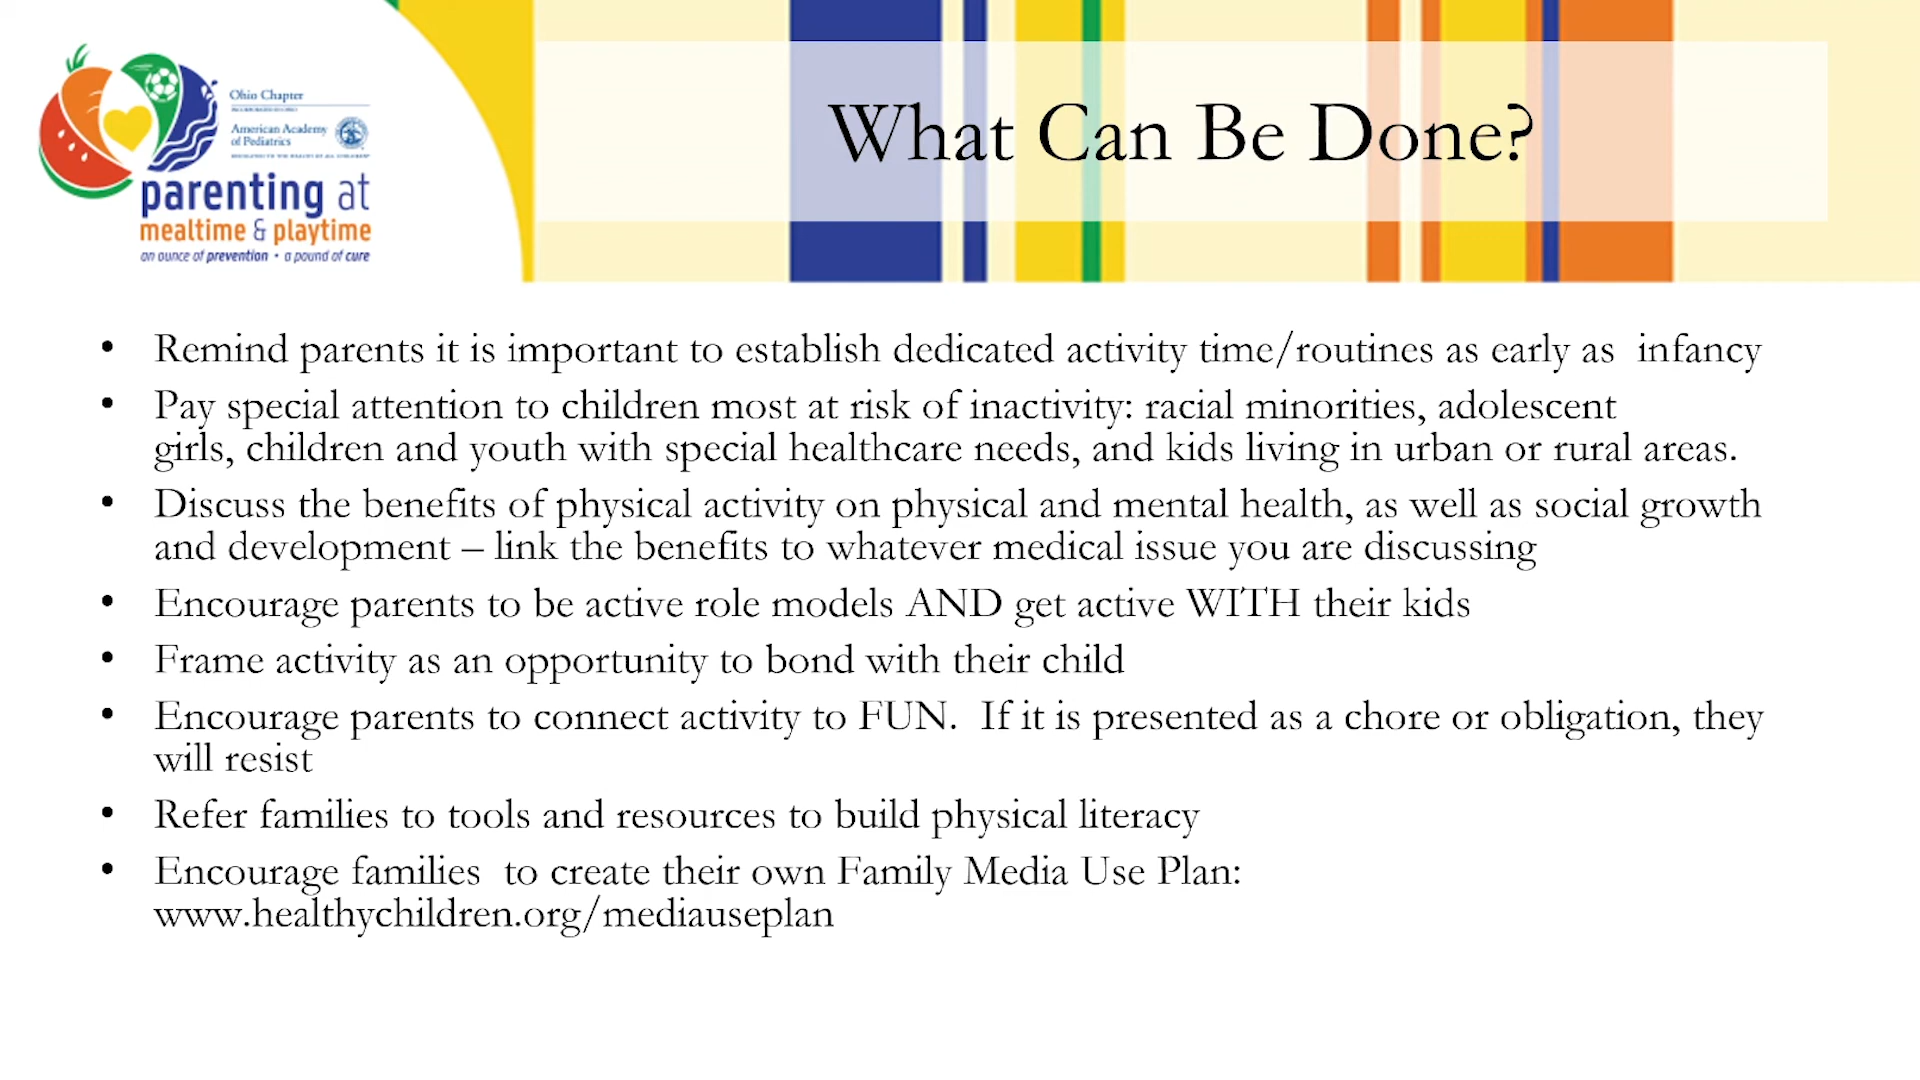 Ohio Chapter
INCORPORATED IN OHIO
American Academy
of Pediatrics
DEDICATED TO THE HEALTH OF ALL CHILDREN®
parenting at
mealtime & playtime
an ounce of prevention • a pound of cure
What Can Be Done?
• Remind parents it is important to establish dedicated activity time/routines as early as  infancy
• Pay special attention to children most at risk of inactivity: racial minorities, adolescent
girls, children and youth with special healthcare needs, and kids living in urban or rural areas.
• Discuss the benefits of physical activity on physical and mental health, as well as social growth
and development – link the benefits to whatever medical issue you are discussing
• Encourage parents to be active role models AND get active WITH their kids
• Frame activity as an opportunity to bond with their child
• Encourage parents to connect activity to FUN.  If it is presented as a chore or obligation, they
will resist
• Refer families to tools and resources to build physical literacy
• Encourage families  to create their own Family Media Use Plan:
www.healthychildren.org/mediauseplan